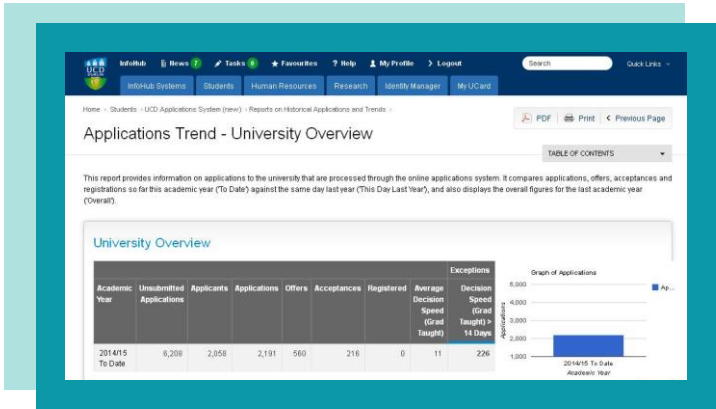 UCD
DUBLIN
InfoHub News 7 Tasks 0 Favourites ? Help My Profile > Logout Search Quick Links
InfoHub Systems Students Human Resources Research Identity Manager My UCard
Home › Students › UCD Applications System (new) › Reports on Historical Applications and Trends ›
PDF Print < Previous Page
Applications Trend - University Overview
TABLE OF CONTENTS
This report provides information on applications to the university that are processed through the online applications system. It compares applications, offers, acceptances and
registrations so far this academic year ('To Date') against the same day last year ('This Day Last Year'), and also displays the overall figures for the last academic year
('Overall').
University Overview
Exceptions
Academic Year Unsubmitted Applications Applicants Applications Offers Acceptances Registered Average Decision Speed (Grad Taught) Decision Speed (Grad Taught) > 14 Days
2014/15 To Date 6,208 2,058 2,191 560 216 0 11 226
Graph of Applications
Applications
5,000
4,000
3,000
2,000
1,000
Ap...
2014/15 To Date
Academic Year